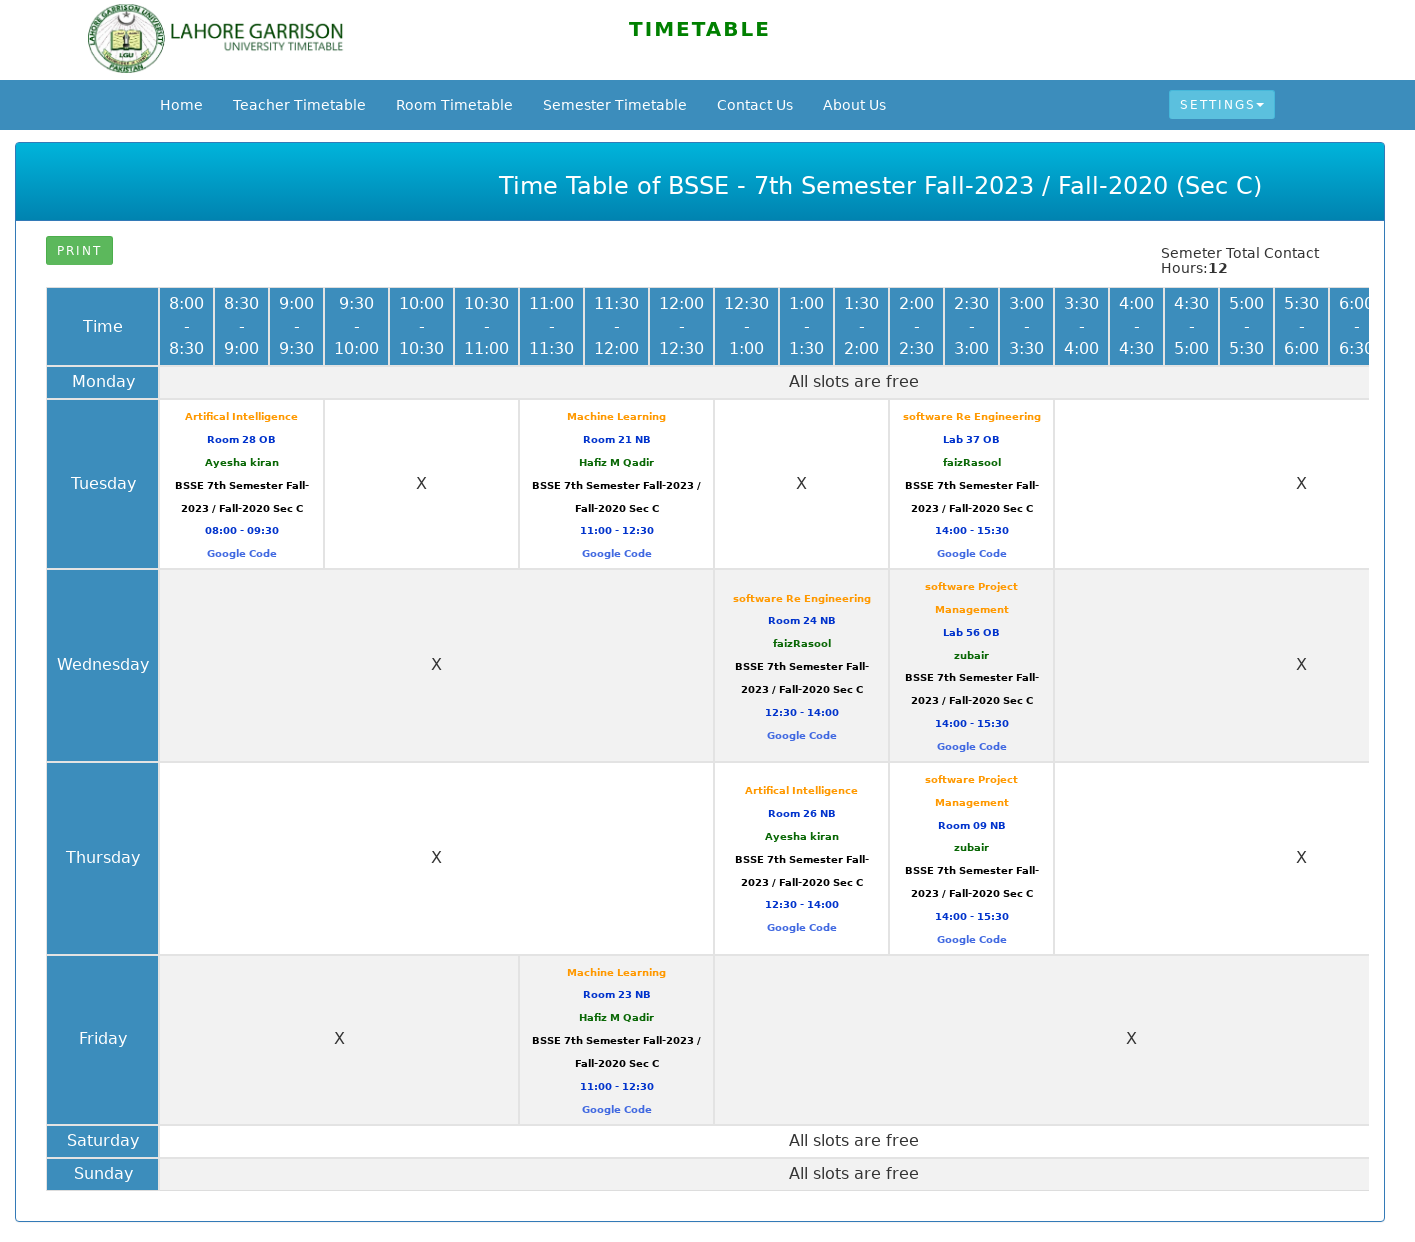 LAHORE GARRISON
UNIVERSITY TIMETABLE
LAHORE GARRISON UNIVERSITY
LGU
PAKISTAN
TIMETABLE
Home Teacher Timetable Room Timetable Semester Timetable Contact Us About Us SETTINGS
Time Table of BSSE - 7th Semester Fall-2023 / Fall-2020 (Sec C)
PRINT
Semeter Total Contact
Hours:12
Time
8:00 - 8:30
8:30 - 9:00
9:00 - 9:30
9:30 - 10:00
10:00 - 10:30
10:30 - 11:00
11:00 - 11:30
11:30 - 12:00
12:00 - 12:30
12:30 - 1:00
1:00 - 1:30
1:30 - 2:00
2:00 - 2:30
2:30 - 3:00
3:00 - 3:30
3:30 - 4:00
4:00 - 4:30
4:30 - 5:00
5:00 - 5:30
5:30 - 6:00
6:00 - 6:30
Monday
All slots are free
Tuesday
Artifical Intelligence
Room 28 OB
Ayesha kiran
BSSE 7th Semester Fall-
2023 / Fall-2020 Sec C
08:00 - 09:30
Google Code
X
Machine Learning
Room 21 NB
Hafiz M Qadir
BSSE 7th Semester Fall-2023 /
Fall-2020 Sec C
11:00 - 12:30
Google Code
X
software Re Engineering
Lab 37 OB
faizRasool
BSSE 7th Semester Fall-
2023 / Fall-2020 Sec C
14:00 - 15:30
Google Code
X
Wednesday
X
software Re Engineering
Room 24 NB
faizRasool
BSSE 7th Semester Fall-
2023 / Fall-2020 Sec C
12:30 - 14:00
Google Code
software Project
Management
Lab 56 OB
zubair
BSSE 7th Semester Fall-
2023 / Fall-2020 Sec C
14:00 - 15:30
Google Code
X
Thursday
X
Artifical Intelligence
Room 26 NB
Ayesha kiran
BSSE 7th Semester Fall-
2023 / Fall-2020 Sec C
12:30 - 14:00
Google Code
software Project
Management
Room 09 NB
zubair
BSSE 7th Semester Fall-
2023 / Fall-2020 Sec C
14:00 - 15:30
Google Code
X
Friday
X
Machine Learning
Room 23 NB
Hafiz M Qadir
BSSE 7th Semester Fall-2023 /
Fall-2020 Sec C
11:00 - 12:30
Google Code
X
Saturday
All slots are free
Sunday
All slots are free